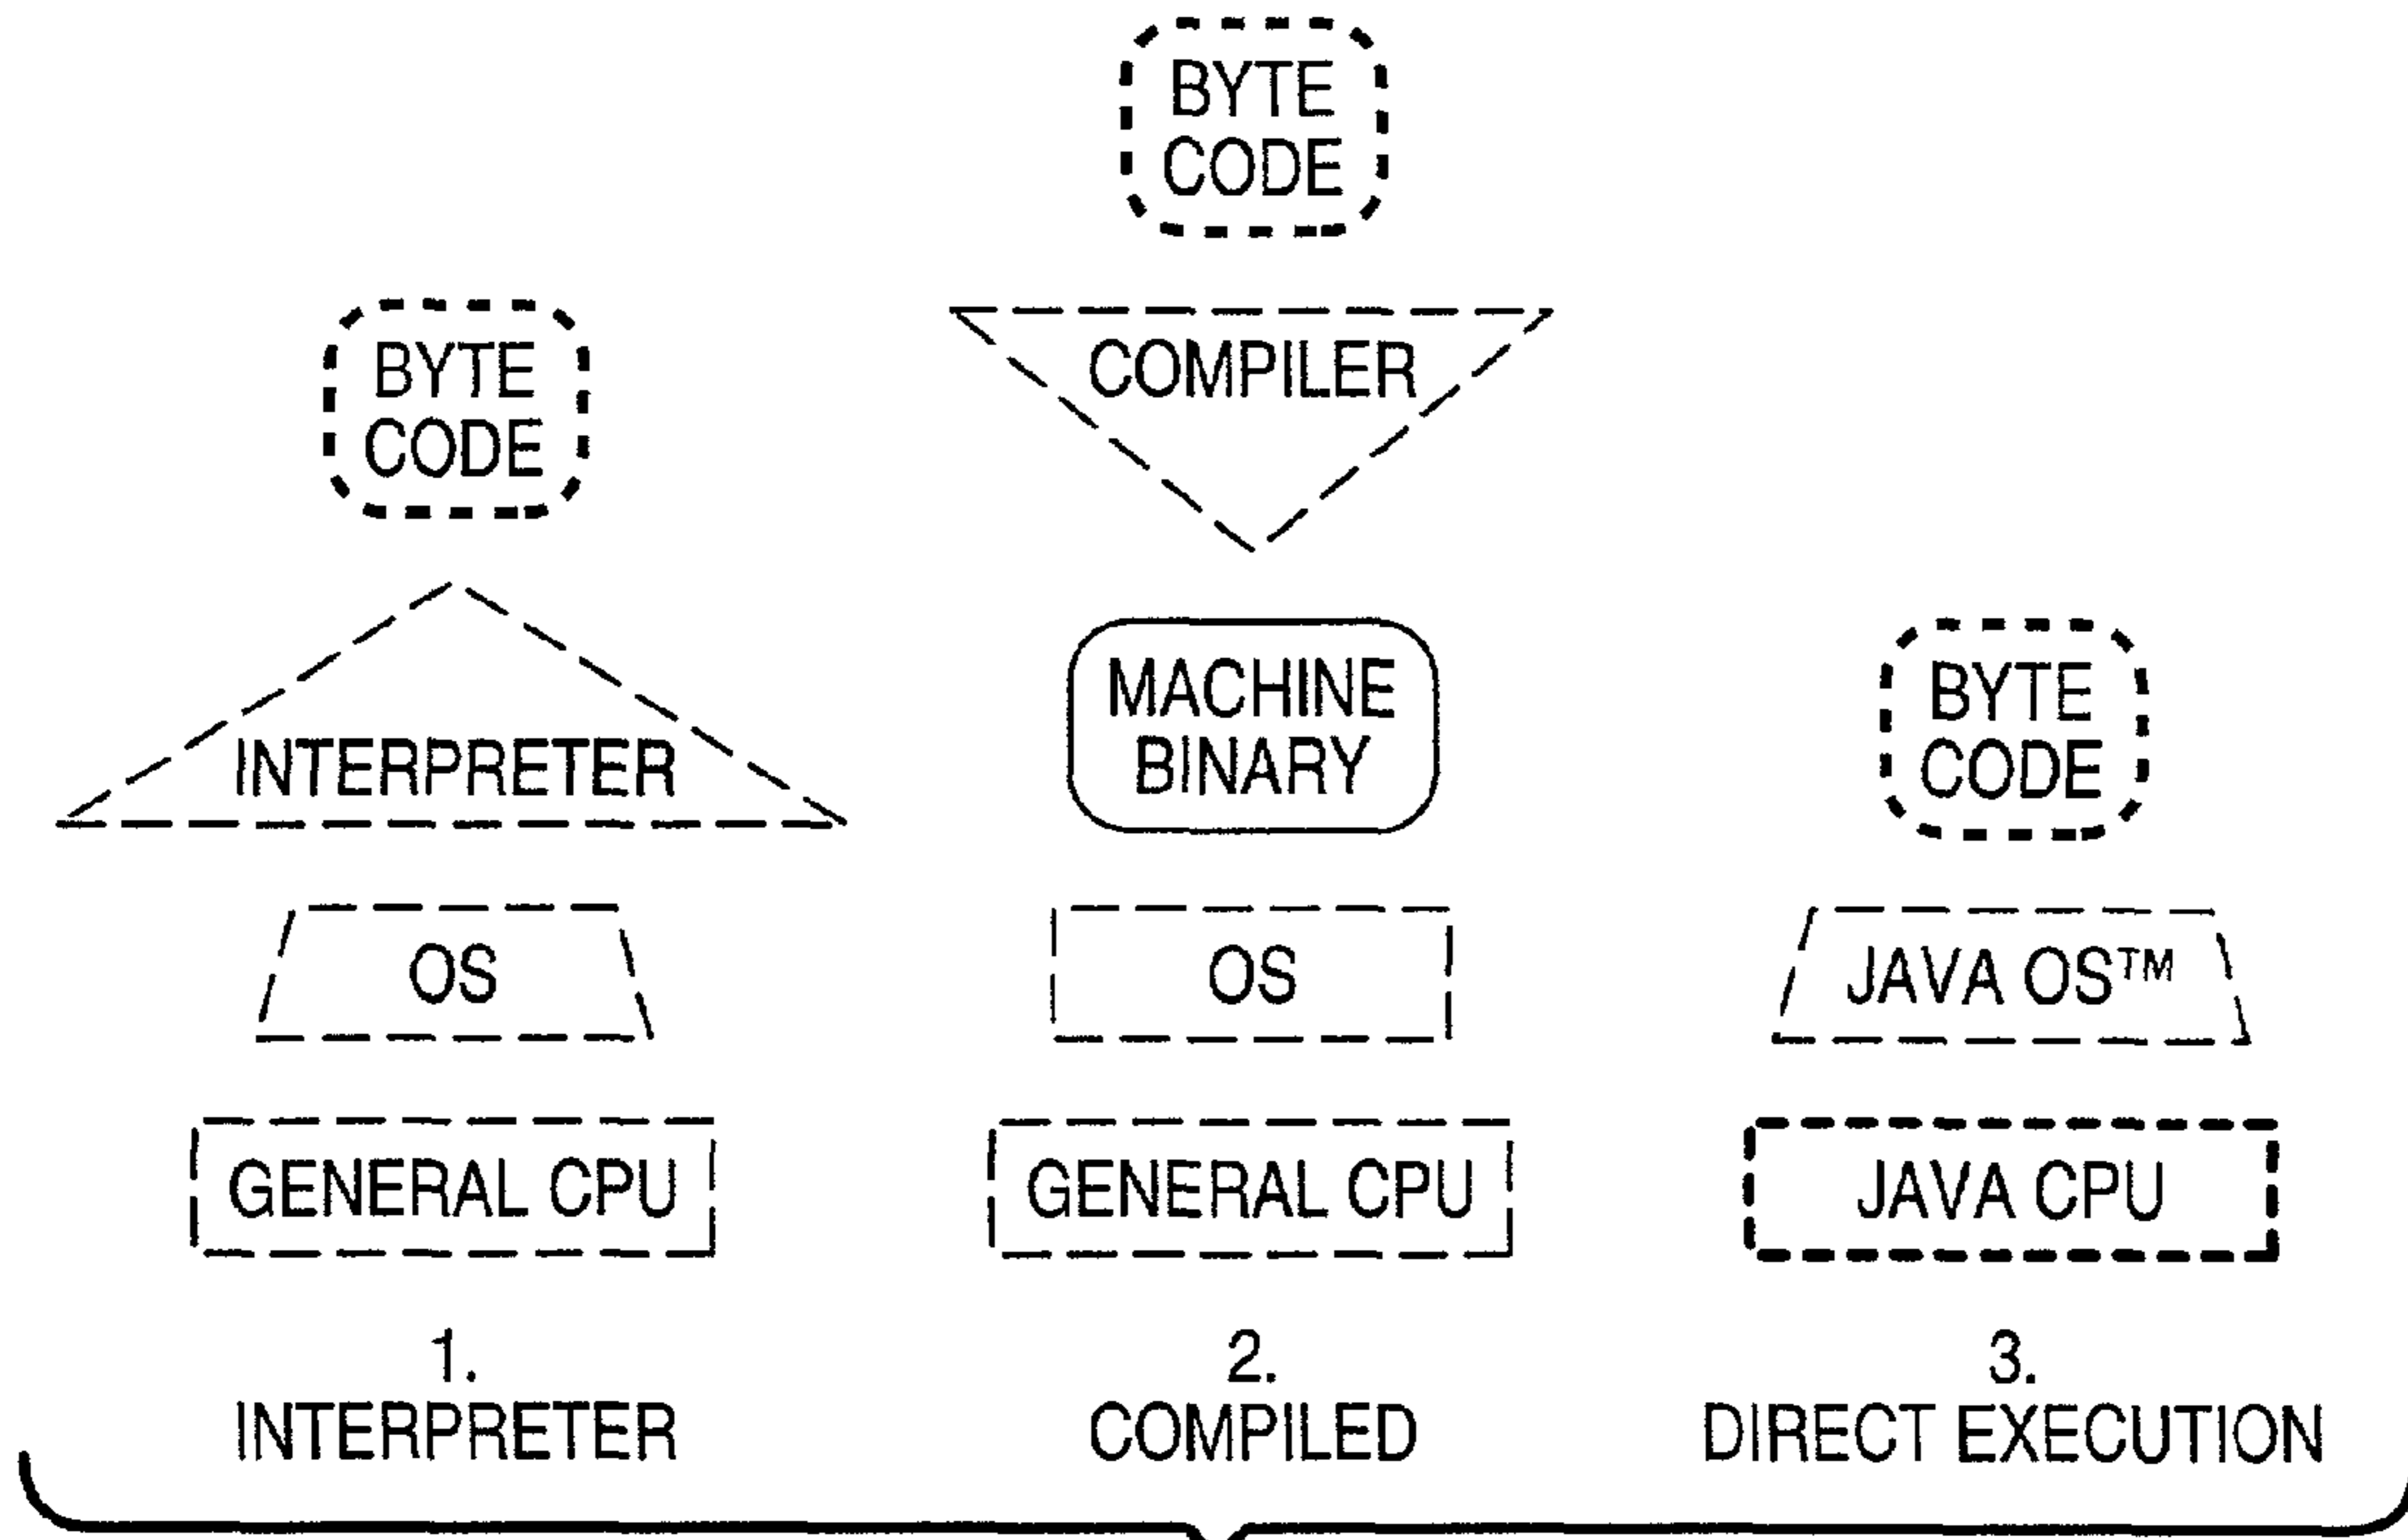 BYTE
CODE
INTERPRETER
OS
GENERAL CPU
1.
INTERPRETER
BYTE
CODE
COMPILER
MACHINE
BINARY
OS
GENERAL CPU
2.
COMPILED
BYTE
CODE
JAVA OS™
JAVA CPU
3.
DIRECT EXECUTION